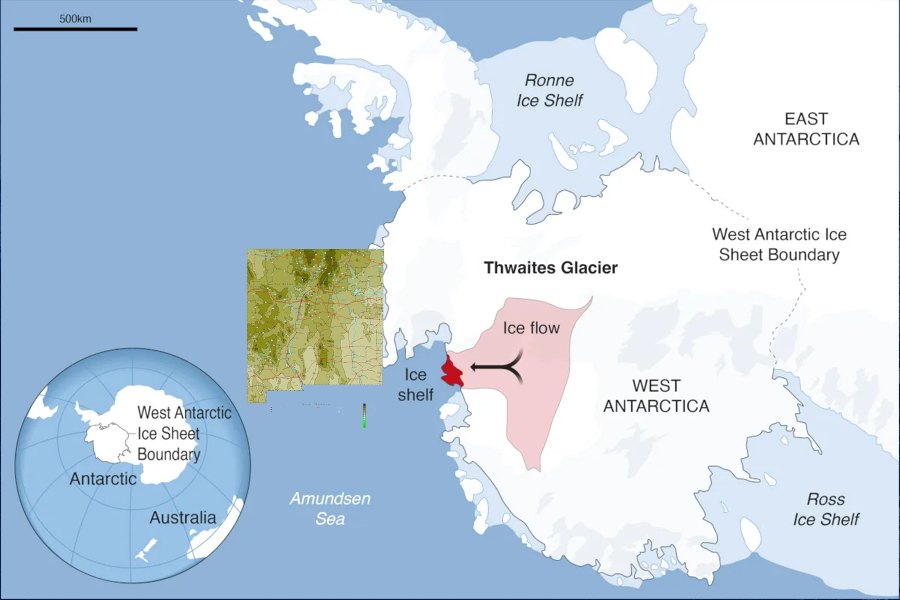 500km
Ronne
Ice Shelf
EAST
ANTARCTICA
West Antarctic Ice
Sheet Boundary
Thwaites Glacier
Ice flow
Ice
shelf
WEST
ANTARCTICA
West Antarctic
Ice Sheet
Boundary
Antarctic
Australia
Amundsen
Sea
Ross
Ice Shelf